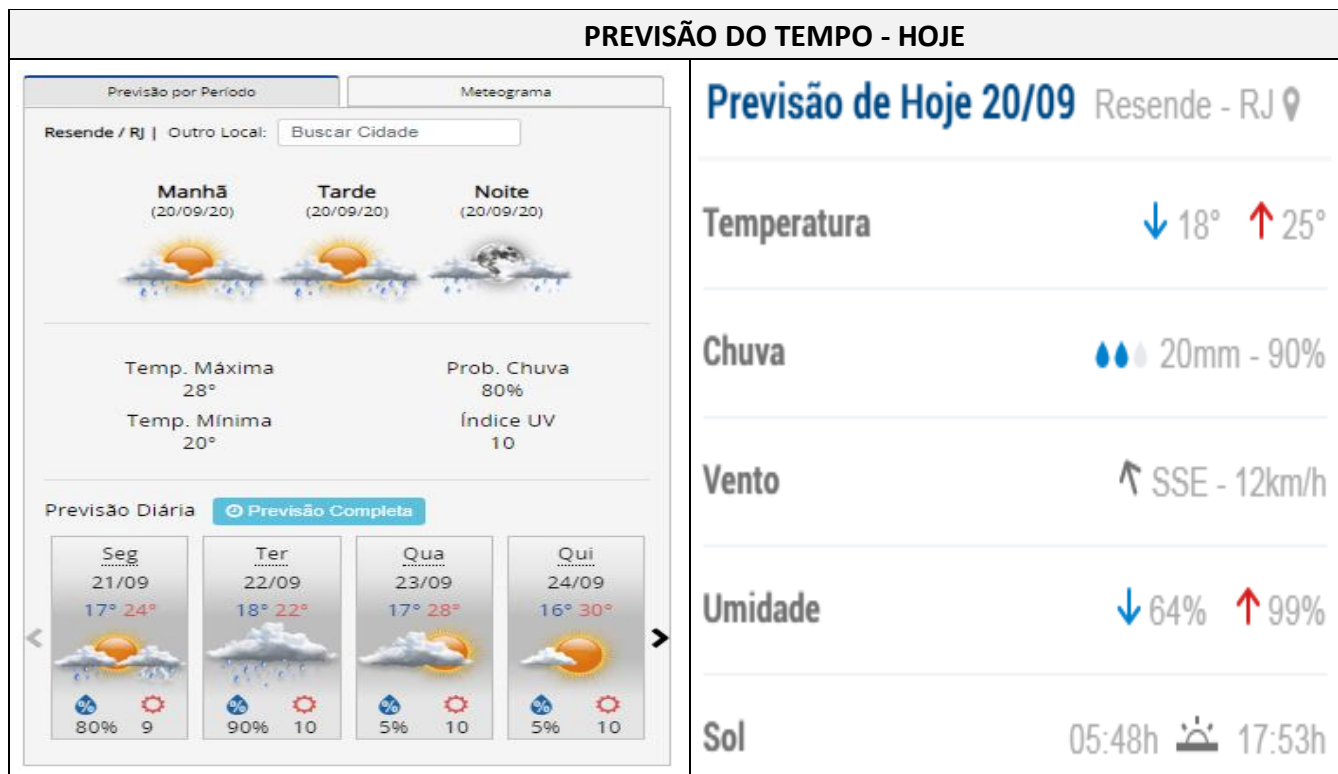 PREVISÃO DO TEMPO - HOJE
Previsão por Período
Meteograma
Resende / RJ | Outro Local: Buscar Cidade
Manhã Tarde Noite
(20/09/20) (20/09/20) (20/09/20)
Temp. Máxima Prob. Chuva
28° 80%
Temp. Mínima Índice UV
20° 10
Previsão Diária Previsão Completa
Seg Ter Qua Qui
21/09 22/09 23/09 24/09
17° 24° 18° 22° 17° 28° 16° 30°
< >
% % % %
80% 9 90% 10 5% 10 5% 10
Previsão de Hoje 20/09 Resende - RJ
Temperatura ↓ 18° ↑ 25°
Chuva 20mm - 90%
Vento SSE - 12km/h
Umidade ↓ 64% ↑ 99%
Sol 05:48h 17:53h